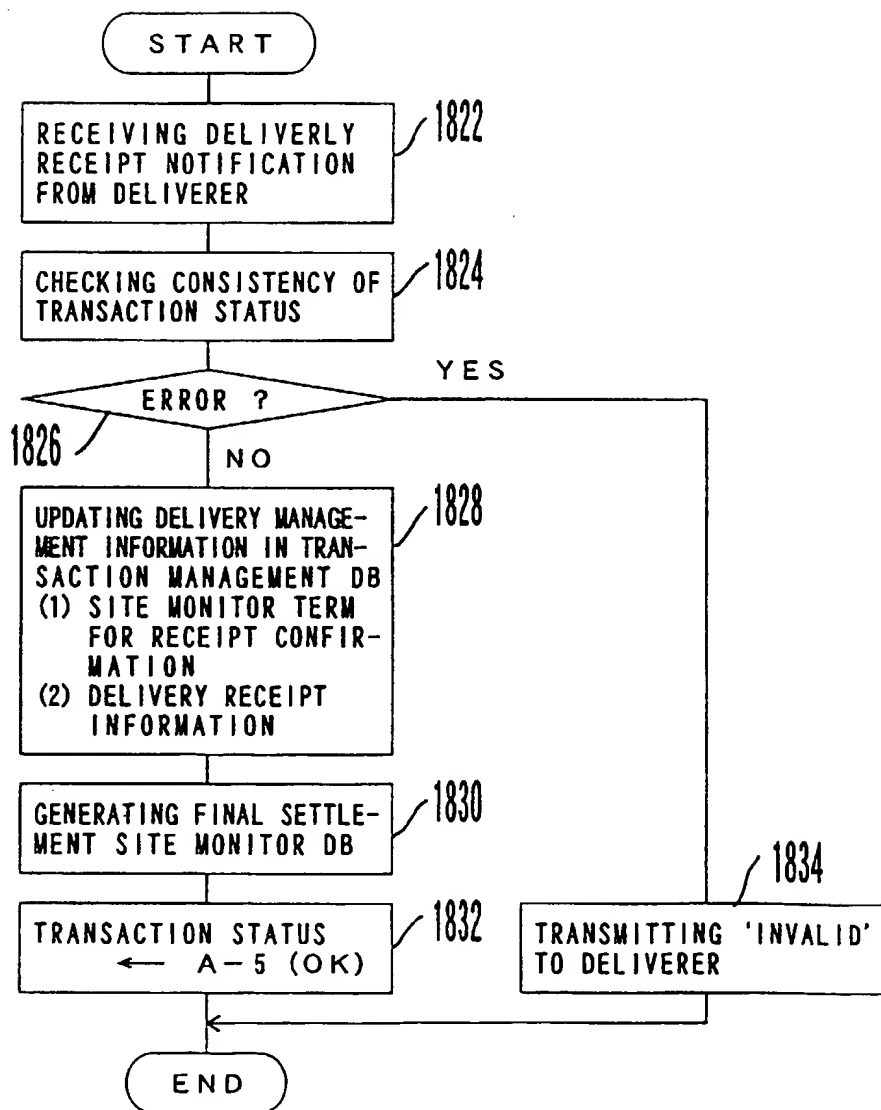 START
RECEIVING DELIVERLY
RECEIPT NOTIFICATION
FROM DELIVERER
1822
CHECKING CONSISTENCY OF
TRANSACTION STATUS
1824
ERROR ?
YES
1826
NO
UPDATING DELIVERY MANAGE-
MENT INFORMATION IN TRAN-
SACTION MANAGEMENT DB
(1) SITE MONITOR TERM
FOR RECEIPT CONFIR-
MATION
(2) DELIVERY RECEIPT
INFORMATION
1828
GENERATING FINAL SETTLE-
MENT SITE MONITOR DB
1830
TRANSACTION STATUS
← A-5 (OK)
1832
TRANSMITTING 'INVALID'
TO DELIVERER
1834
END